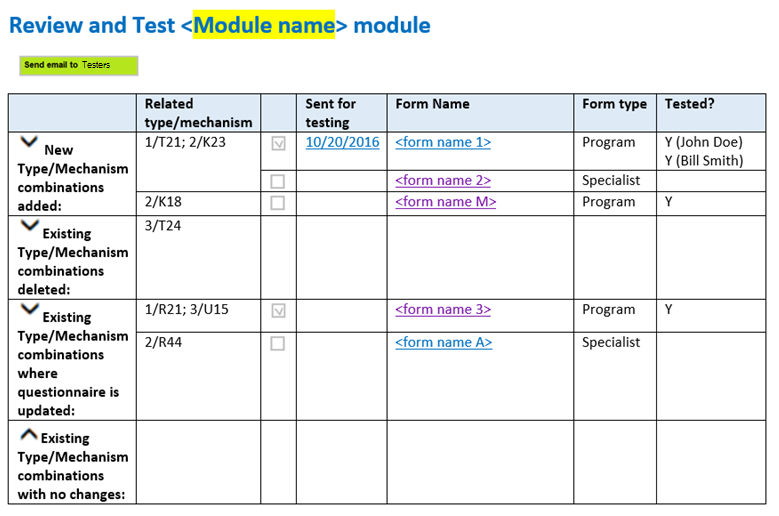 Review and Test <Module name> module
Send email to Testers
Related type/mechanism
Sent for testing
Form Name
Form type
Tested?
New Type/Mechanism combinations added:
1/T21; 2/K23
10/20/2016
<form name 1>
Program
Y (John Doe)
Y (Bill Smith)
<form name 2>
Specialist
2/K18
<form name M>
Program
Y
Existing Type/Mechanism combinations deleted:
3/T24
Existing Type/Mechanism combinations where questionnaire is updated:
1/R21; 3/U15
<form name 3>
Program
Y
2/R44
<form name A>
Specialist
Existing Type/Mechanism combinations with no changes: